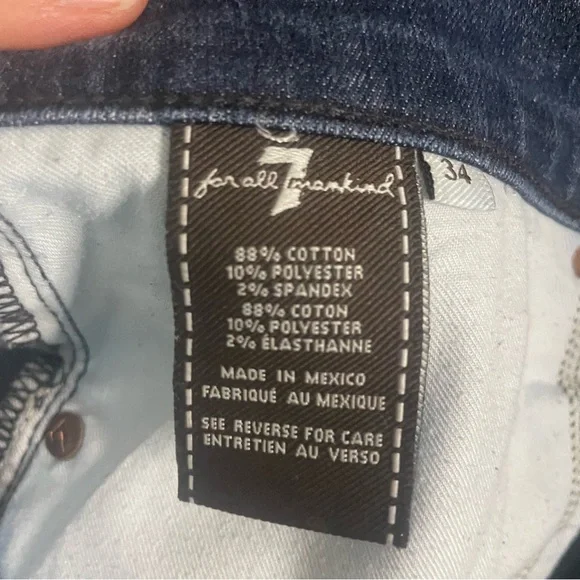 7
for all mankind
34
88% COTTON
10% POLYESTER
2% SPANDEX
88% COTON
10% POLYESTER
2% ÉLASTHANNE
MADE IN MEXICO
FABRIQUÉ AU MEXIQUE
SEE REVERSE FOR CARE
ENTRETIEN AU VERSO